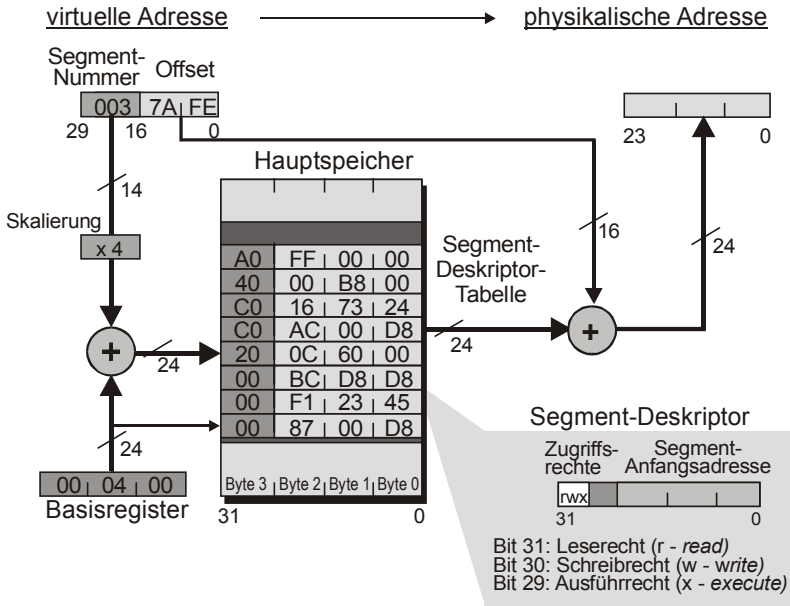 virtuelle Adresse
physikalische Adresse
Segment-
Nummer
Offset
003 7A FE
29 16 0
23 0
Hauptspeicher
14
Skalierung
x 4
16
24
Segment-
Deskriptor-
Tabelle
A0 FF 00 00
40 00 B8 00
C0 16 73 24
C0 AC 00 D8
20 0C 60 00
00 BC D8 D8
00 F1 23 45
00 87 00 D8
+
24
24
+
24
00 04 00
Basisregister
Byte 3 Byte 2 Byte 1 Byte 0
31 0
Segment-Deskriptor
Zugriffs-
rechte
Segment-
Anfangsadresse
rwx
31 0
Bit 31: Leserecht (r - read)
Bit 30: Schreibrecht (w - write)
Bit 29: Ausführrecht (x - execute)